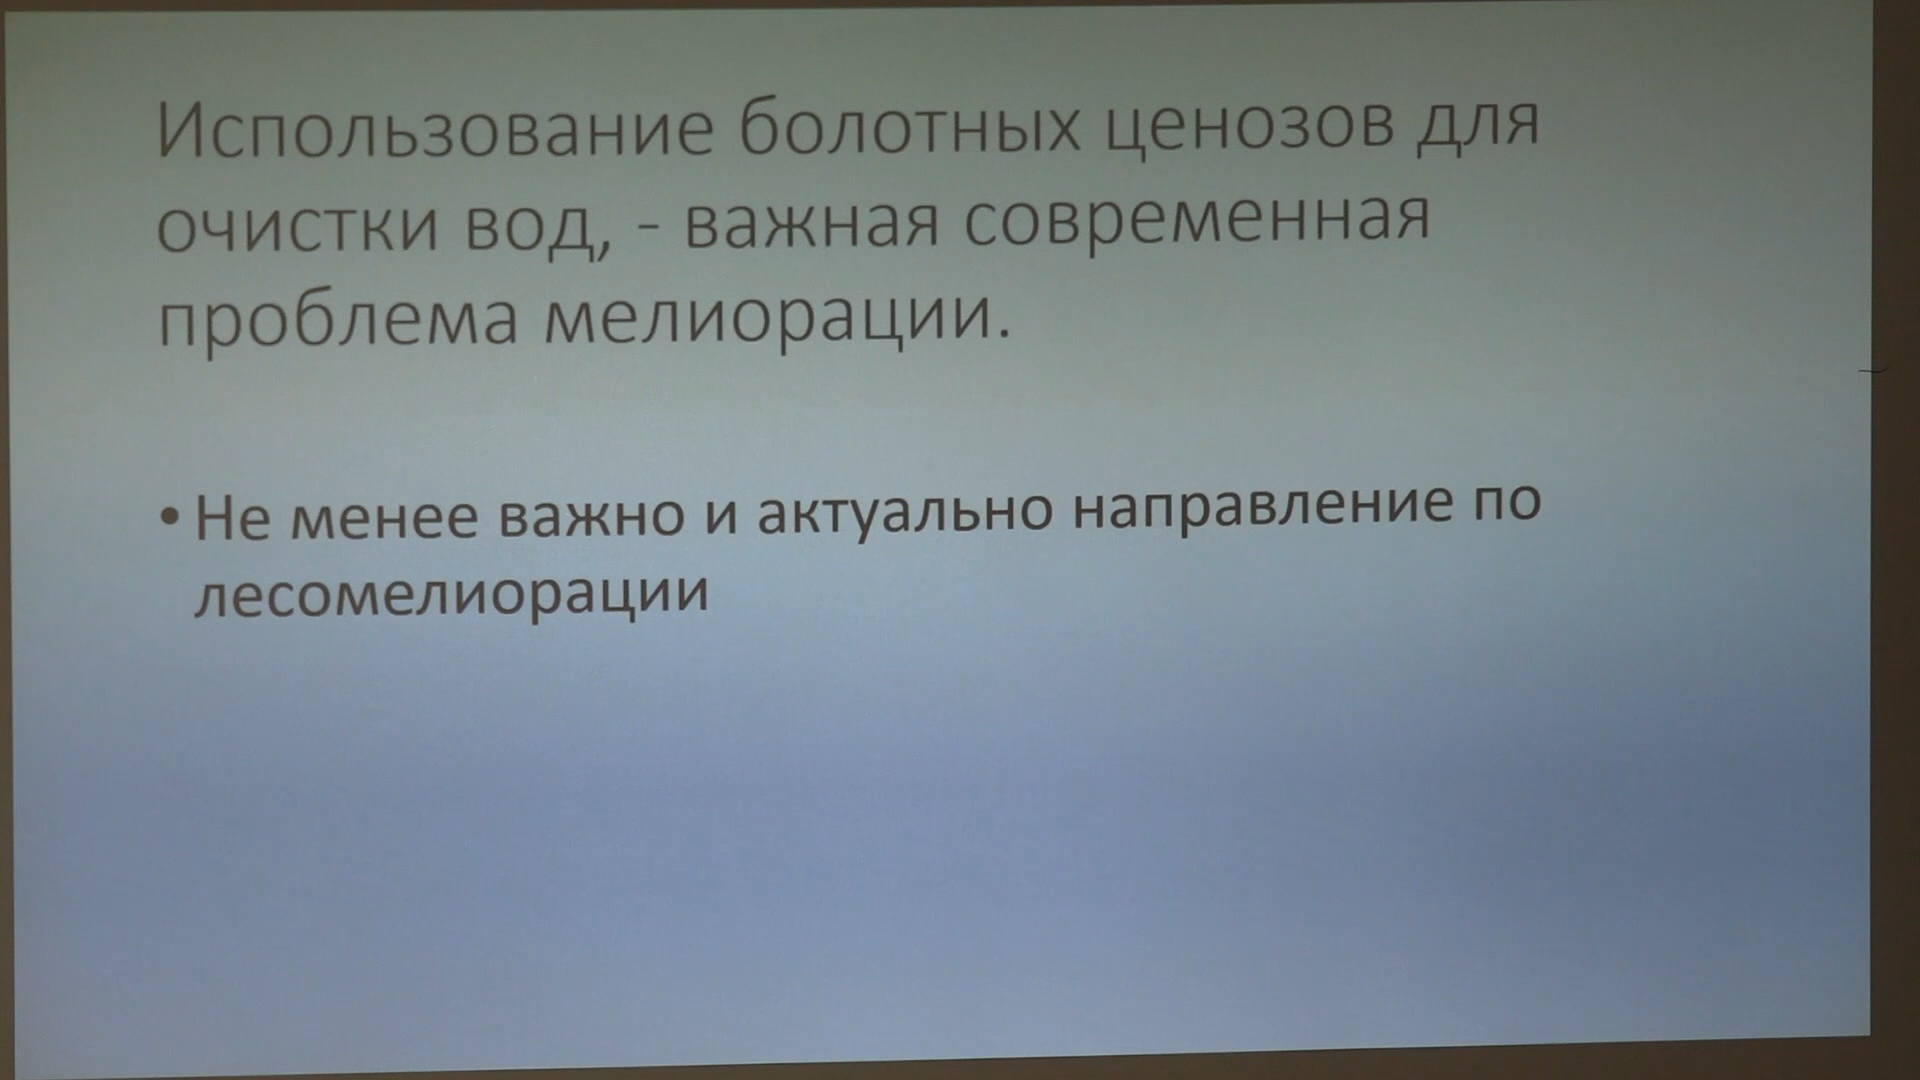 Использование болотных ценозов для
очистки вод, - важная современная
проблема мелиорации.
• Не менее важно и актуально направление по
лесомелиорации